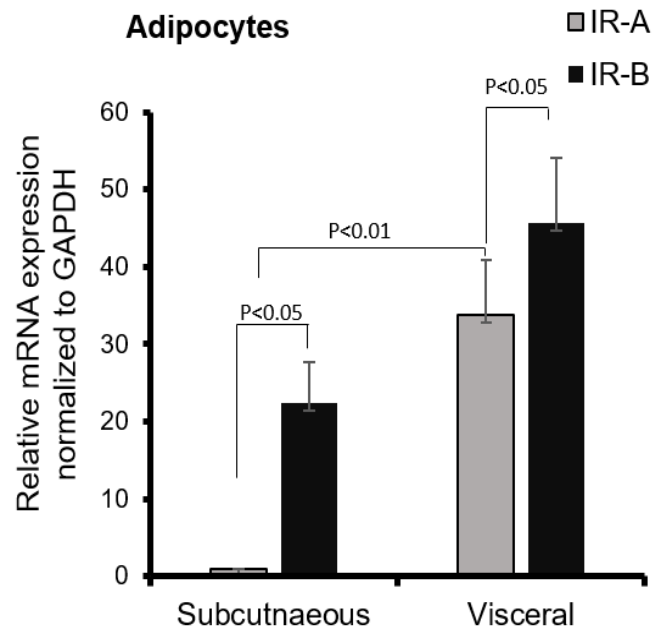 Adipocytes
IR-A
IR-B
P<0.05
P<0.01
P<0.05
Relative mRNA expression
normalized to GAPDH
60
50
40
30
20
10
0
Subcutnaeous
Visceral